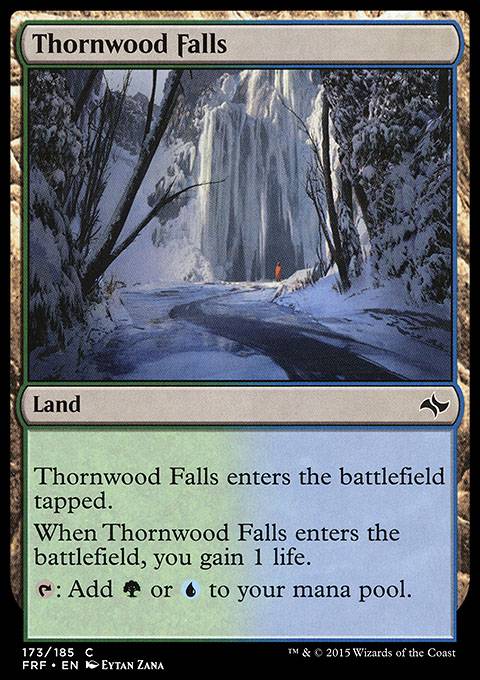 Thornwood Falls
Land
Thornwood Falls enters the battlefield
tapped.
When Thornwood Falls enters the
battlefield, you gain 1 life.
: Add or to your mana pool.
173/185 C
FRF • EN Eytan Zana
™ & © 2015 Wizards of the Coast